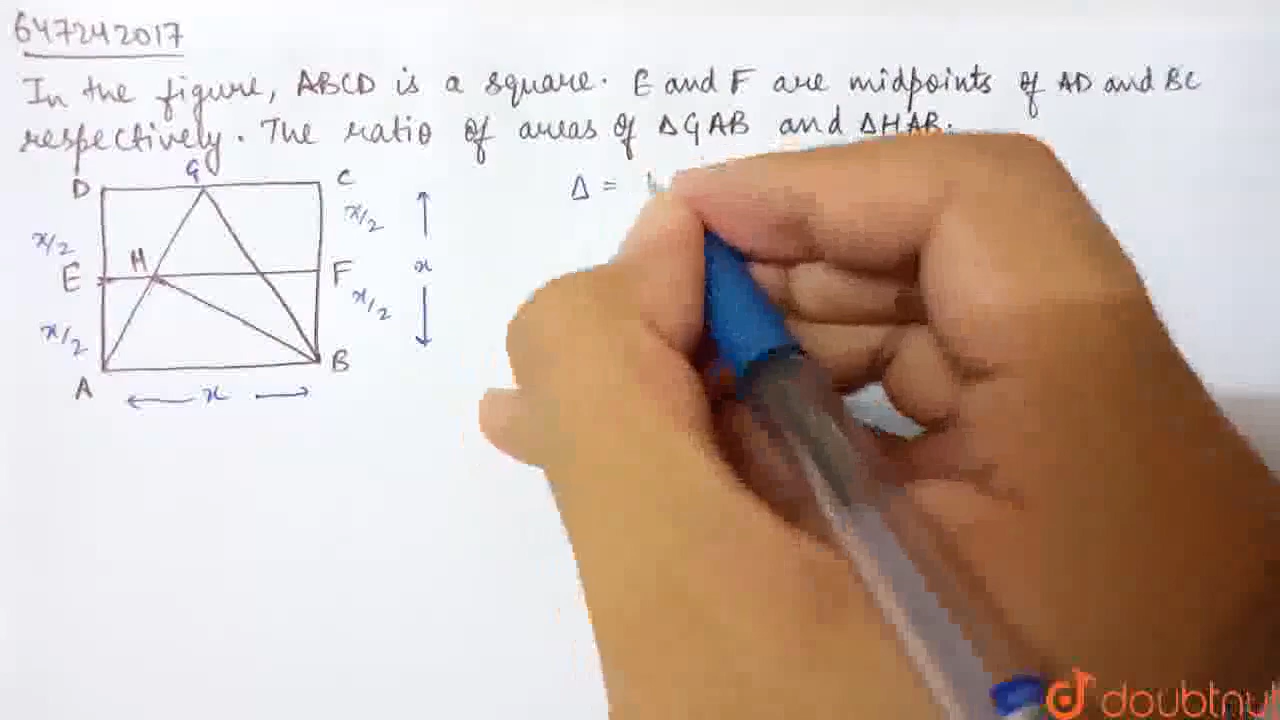 647242017
In the figure, ABCD is a square. E and F are midpoints of AD and BC
respectively. The ratio of areas of ΔGAB and ΔHAB.
D G C
x/2 x/2
E H F x
x/2 x/2
A B
x
Δ =
doubtnut